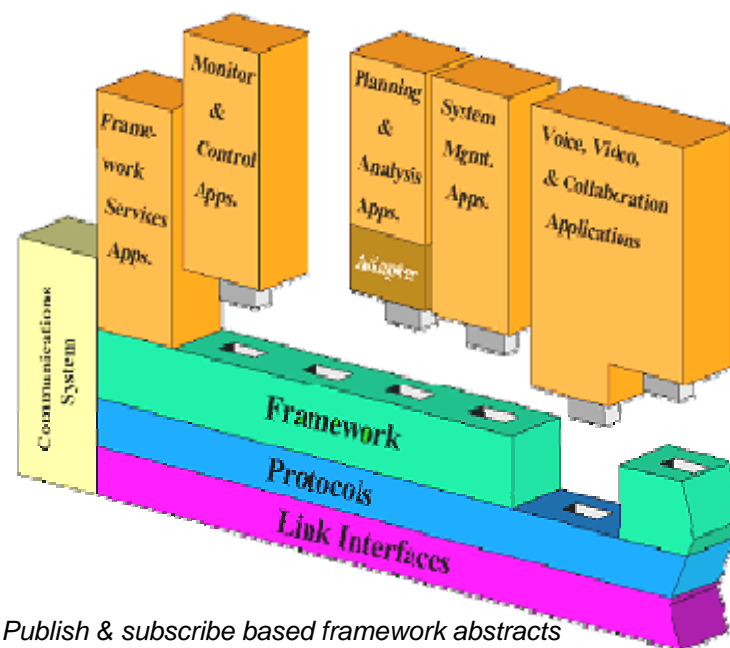 Monitor
&
Control
Apps.
Planning
&
Analysis
Apps.
Adapter
System
Mgmt.
Apps.
Voice, Video,
& Collaboration
Applications
Frame-
work
Services
Apps.
Communications
System
Framework
Protocols
Link Interfaces
Publish & subscribe based framework abstracts